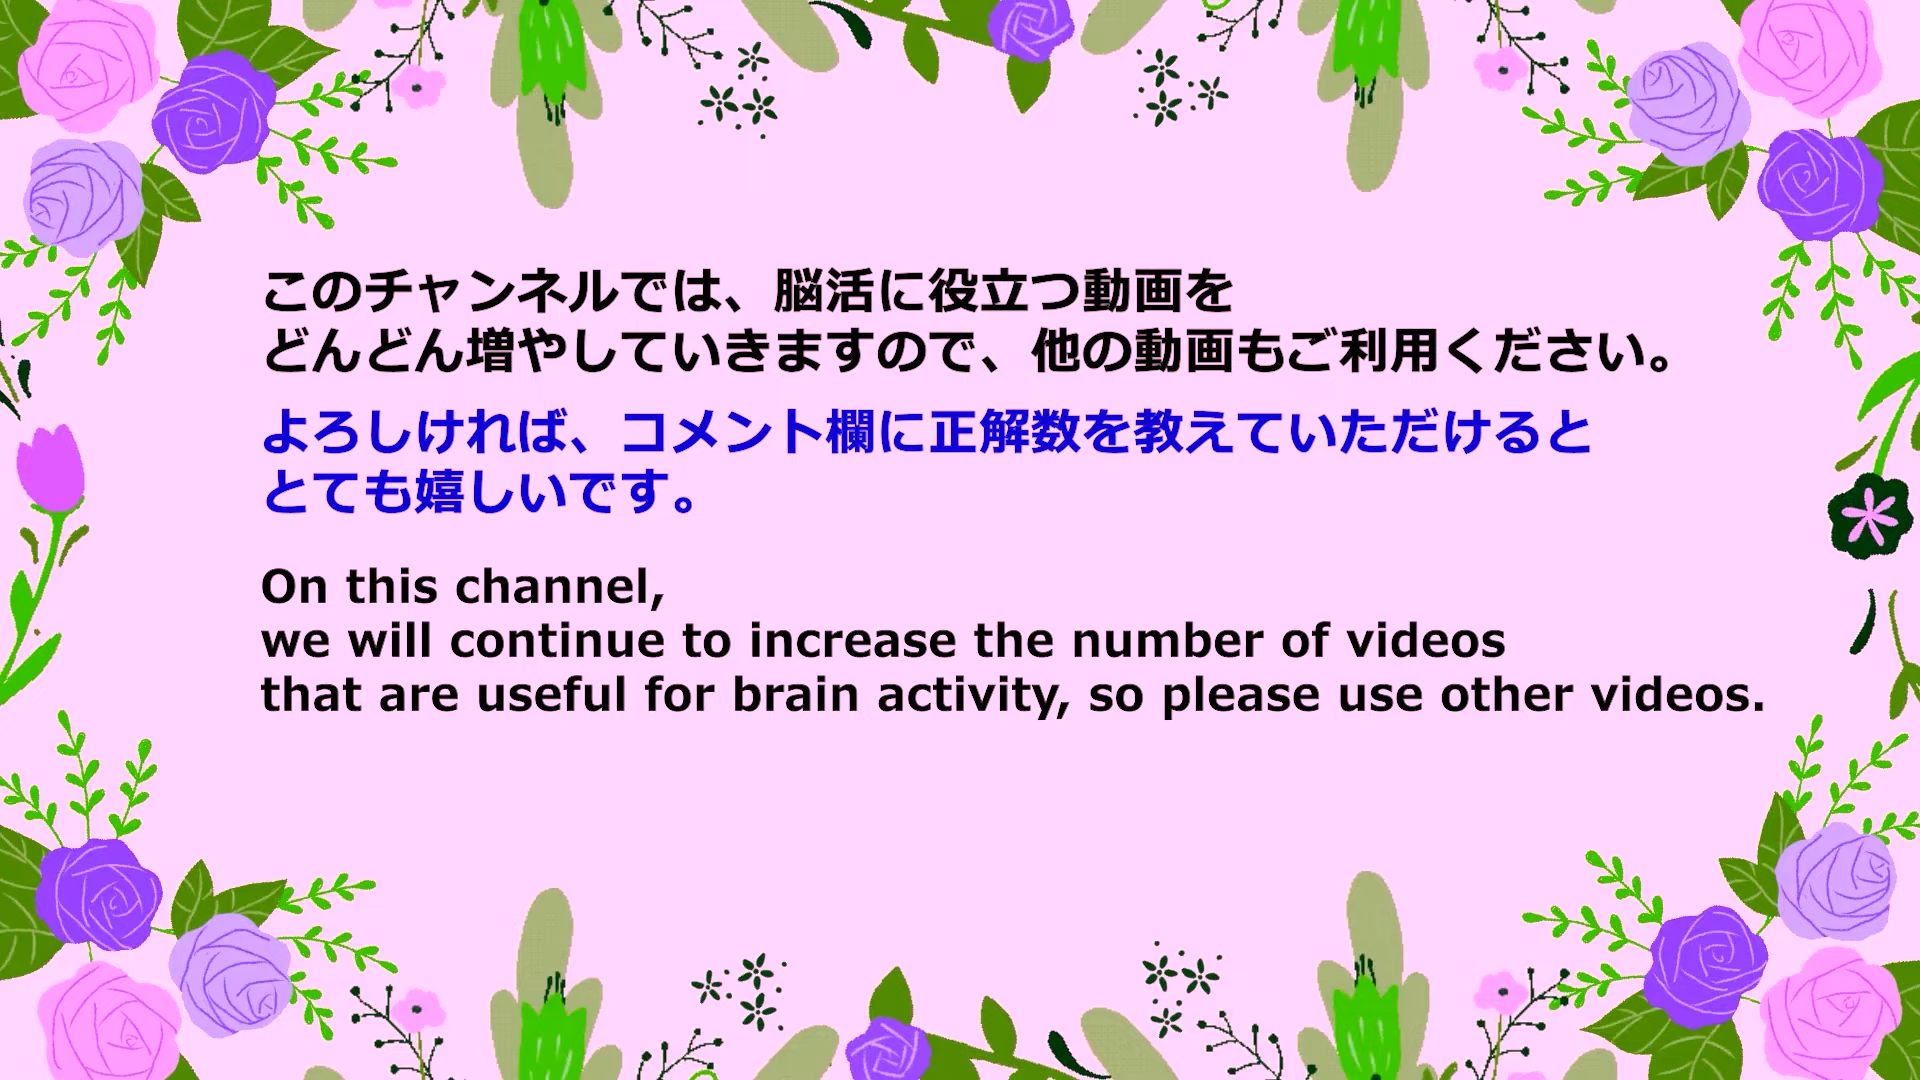 このチャンネルでは、脳活に役立つ動画を
どんどん増やしていきますので、他の動画もご利用ください。
よろしければ、コメント欄に正解数を教えていただけると
とても嬉しいです。
On this channel,
we will continue to increase the number of videos
that are useful for brain activity, so please use other videos.